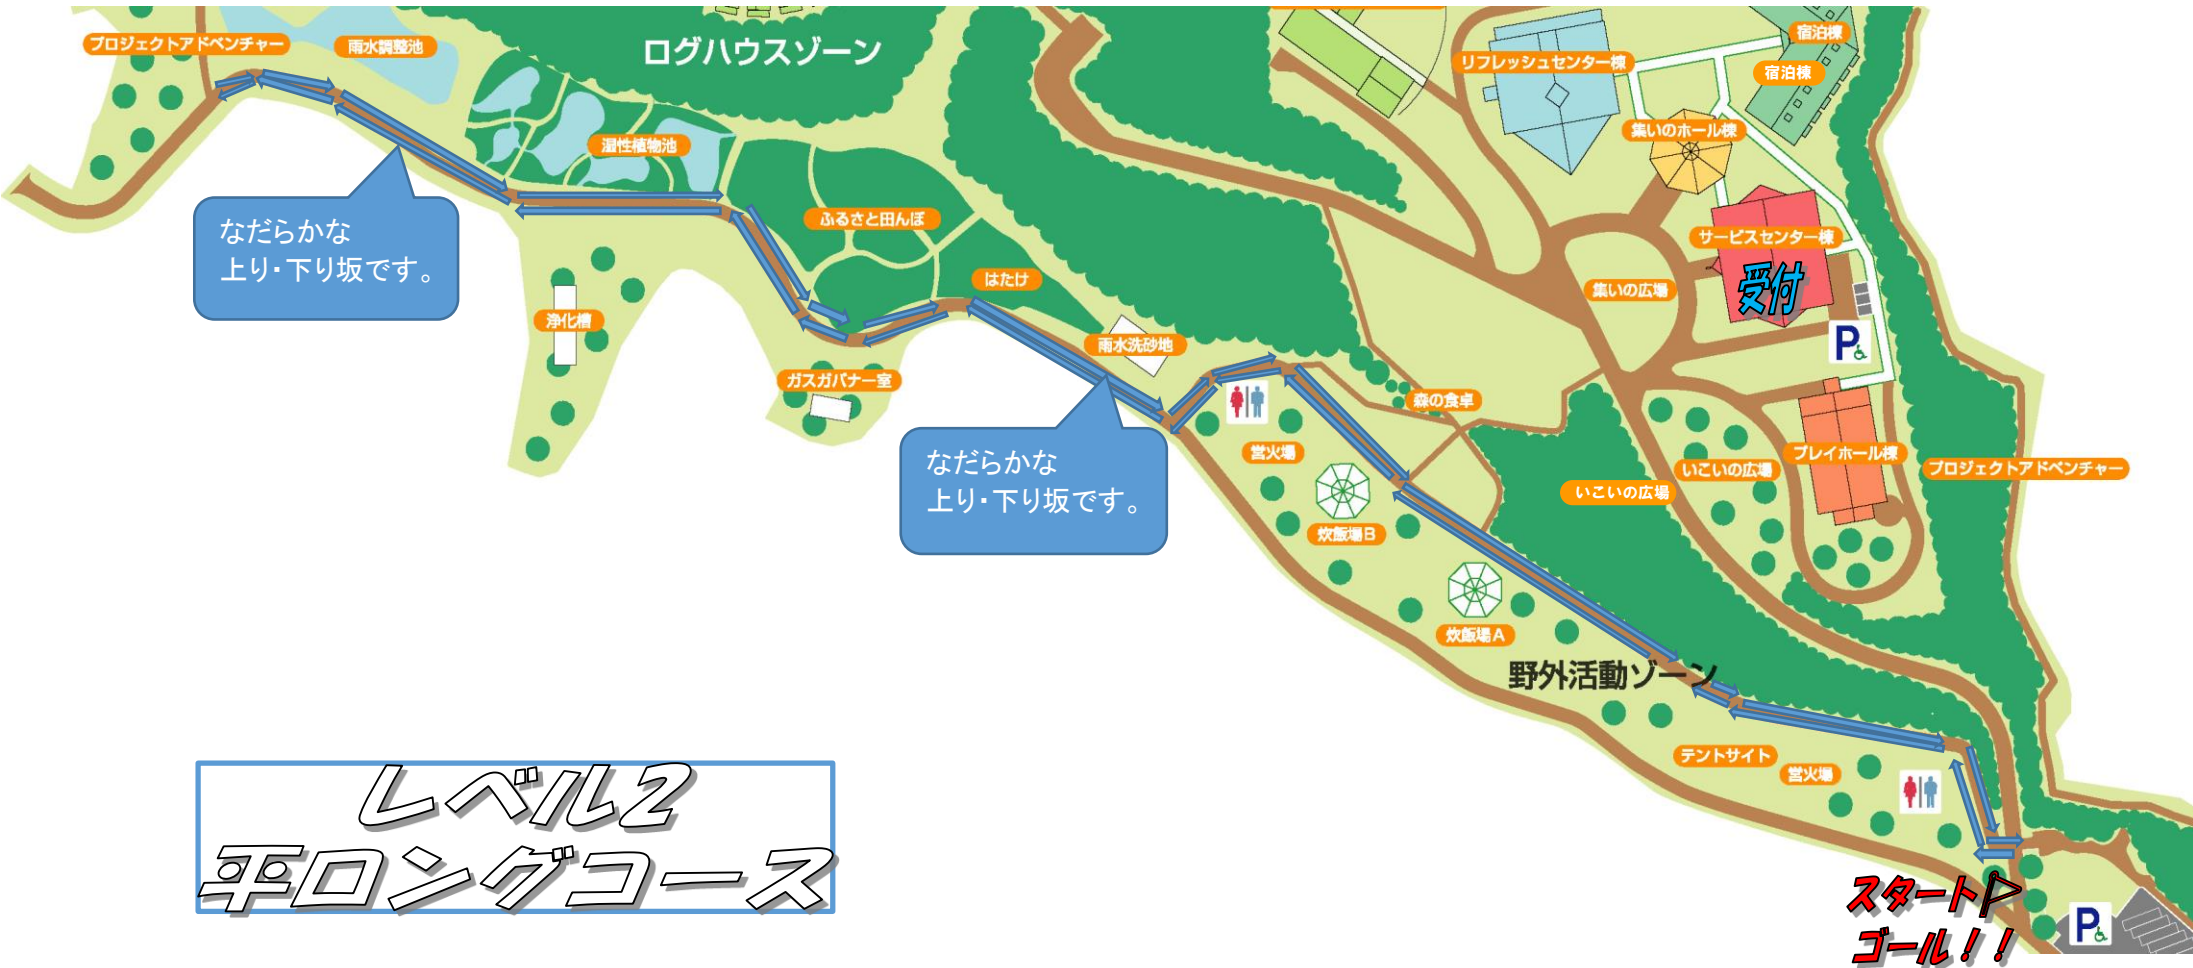 プロジェクトアドベンチャー
雨水調整池
ログハウスゾーン
リフレッシュセンター棟
宿泊棟
宿泊棟
集いのホール棟
湿性植物池
ふるさと田んぼ
はたけ
なだらかな
上り・下り坂です。
サービスセンター棟
受付
集いの広場
P
浄化槽
ガスガバナー室
雨水洗砂地
森の食卓
なだらかな
上り・下り坂です。
営火場
炊飯場B
炊飯場A
いこいの広場
いこいの広場
プレイホール棟
プロジェクトアドベンチャー
野外活動ゾーン
テントサイト
営火場
レベル2
平ロングコース
スタート
ゴール!!
P